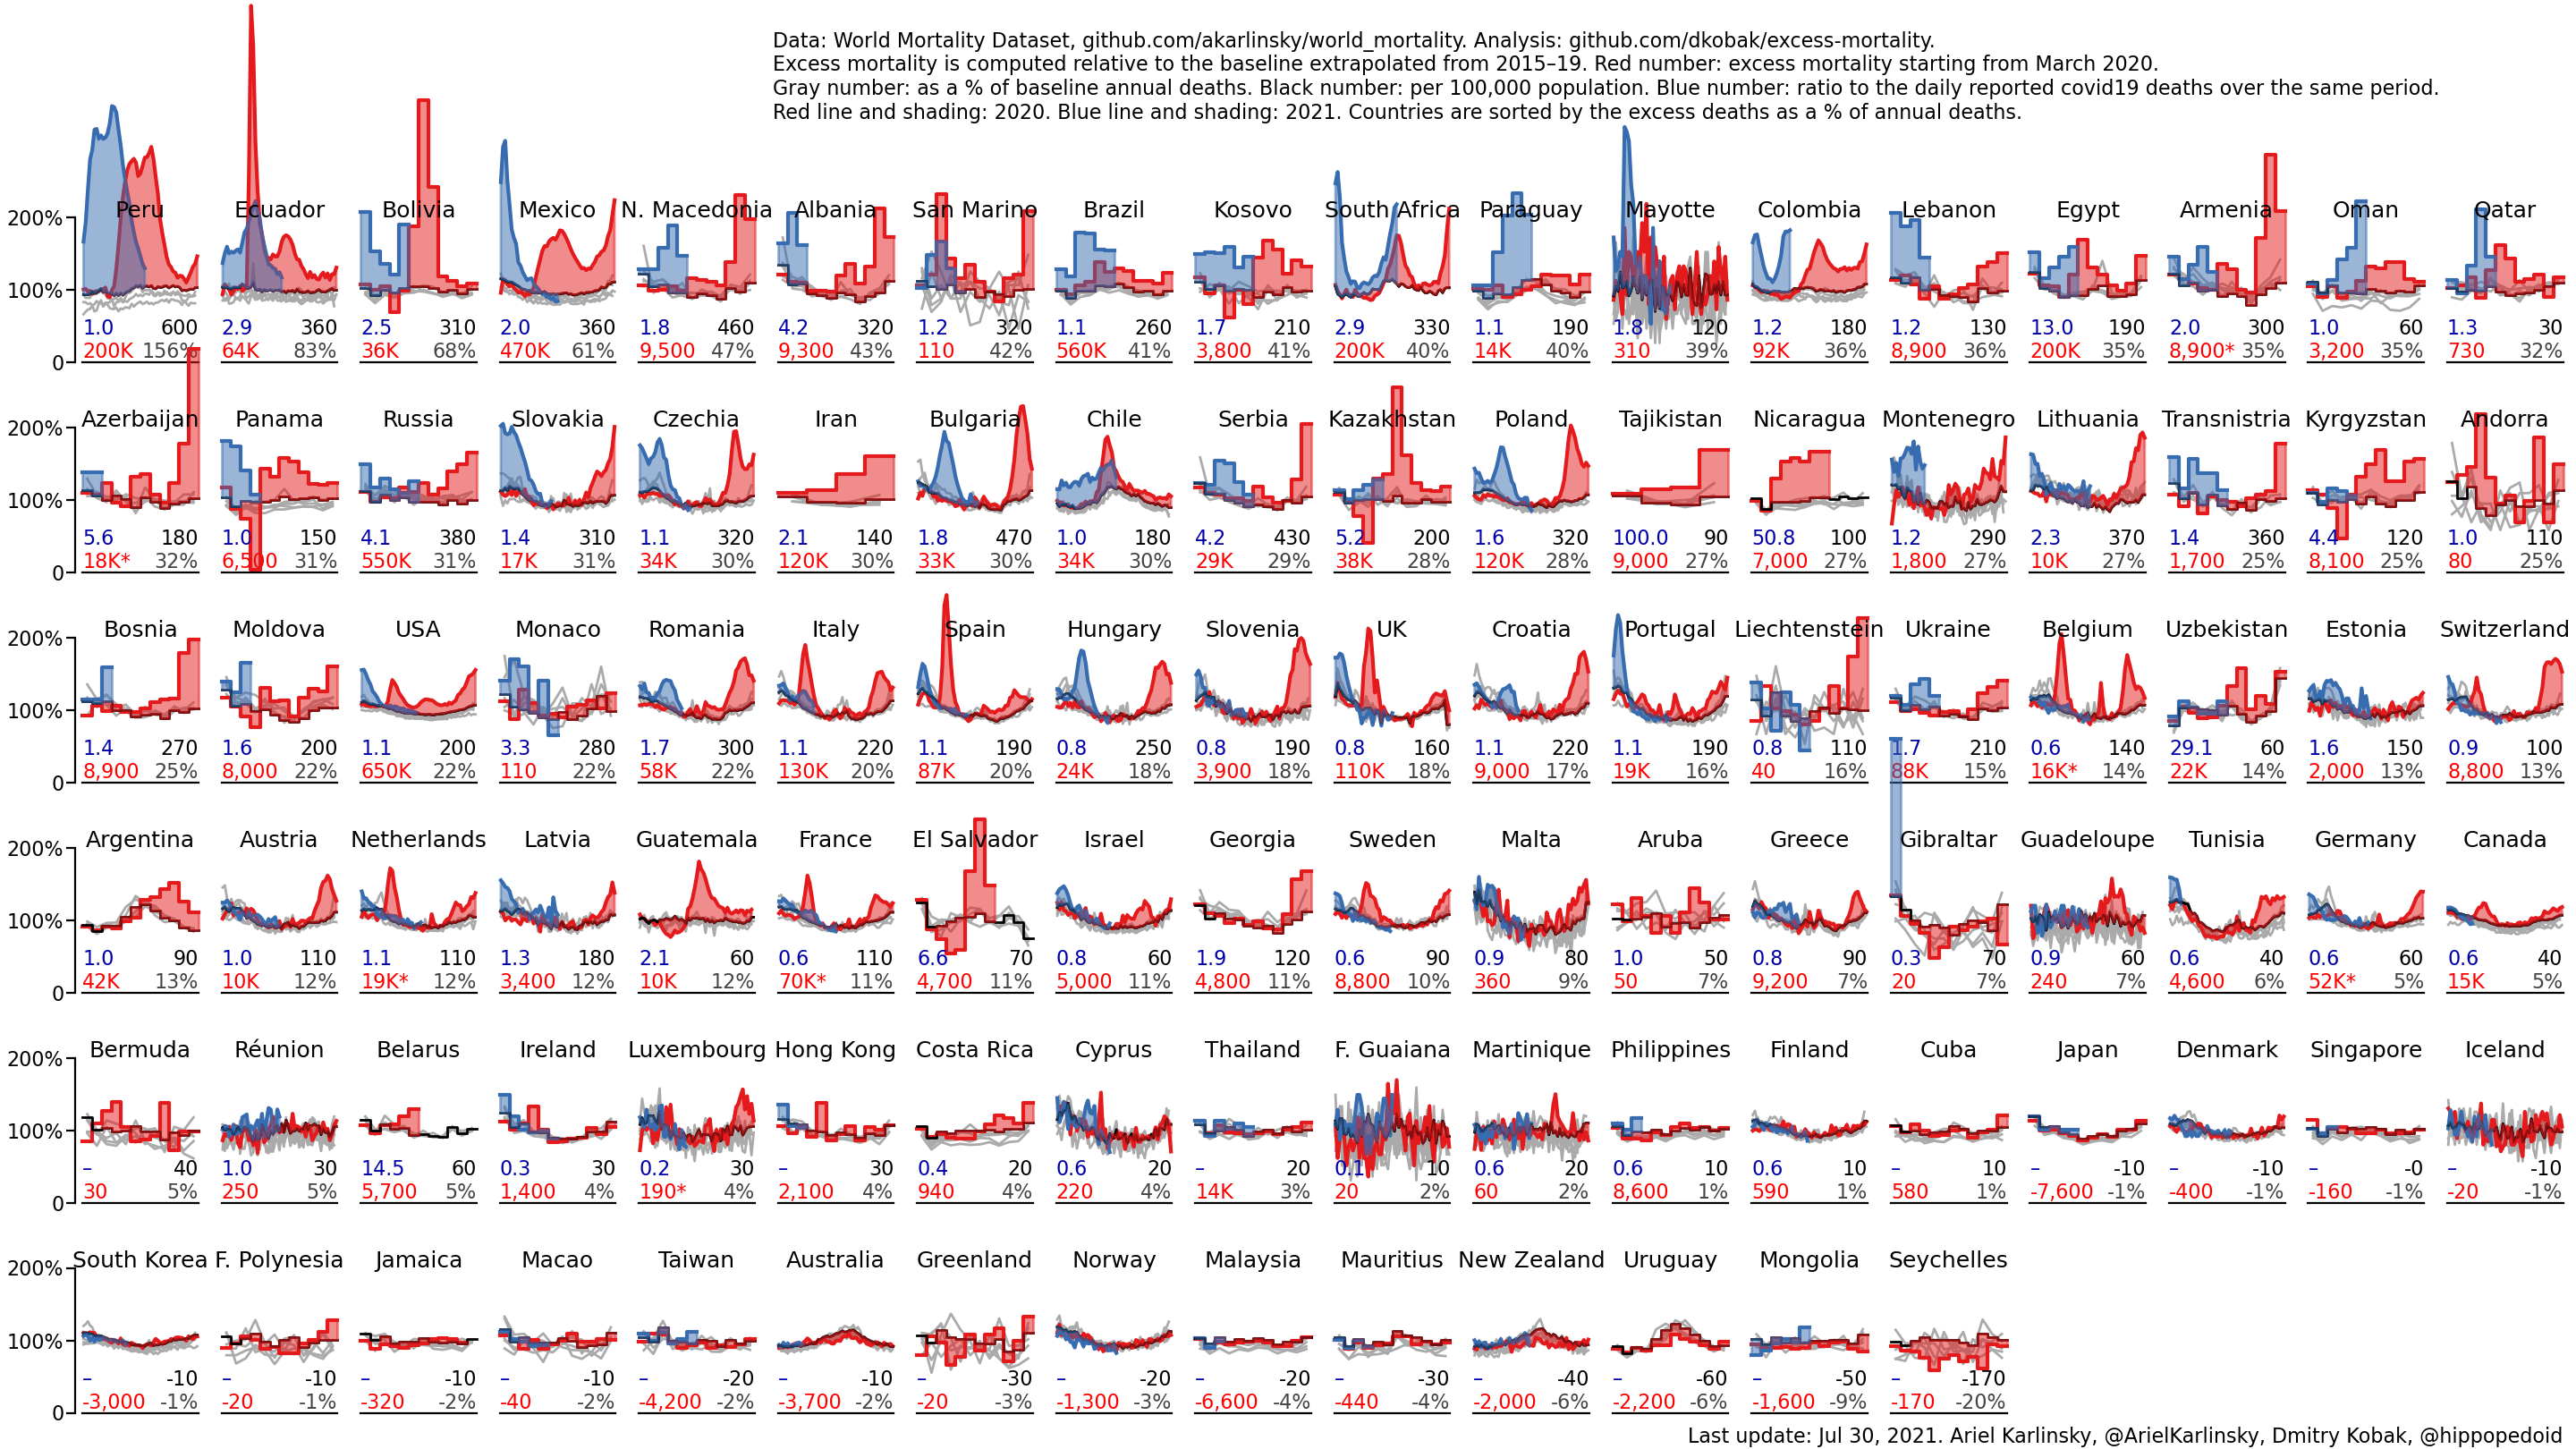 Data: World Mortality Dataset, github.com/akarlinsky/world_mortality. Analysis: github.com/dkobak/excess-mortality.
Excess mortality is computed relative to the baseline extrapolated from 2015–19. Red number: excess mortality starting from March 2020.
Gray number: as a % of baseline annual deaths. Black number: per 100,000 population. Blue number: ratio to the daily reported covid19 deaths over the same period.
Red line and shading: 2020. Blue line and shading: 2021. Countries are sorted by the excess deaths as a % of annual deaths.
200% Peru Ecuador Bolivia Mexico N. Macedonia Albania San Marino Brazil Kosovo South Africa Paraguay Mayotte Colombia Lebanon Egypt Armenia Oman Qatar
100%
1.0 600 2.9 360 2.5 310 2.0 360 1.8 460 4.2 320 1.2 320 1.1 260 1.7 210 2.9 330 1.1 190 1.8 120 1.2 180 1.2 130 13.0 190 2.0 300 1.0 60 1.3 30
0 200K 156% 64K 83% 36K 68% 470K 61% 9,500 47% 9,300 43% 110 42% 560K 41% 3,800 41% 200K 40% 14K 40% 310 39% 92K 36% 8,900 36% 200K 35% 8,900* 35% 3,200 35% 730 32%
200% Azerbaijan Panama Russia Slovakia Czechia Iran Bulgaria Chile Serbia Kazakhstan Poland Tajikistan Nicaragua Montenegro Lithuania Transnistria Kyrgyzstan Andorra
100%
5.6 180 1.0 150 4.1 380 1.4 310 1.1 320 2.1 140 1.8 470 1.0 180 4.2 430 5.2 200 1.6 320 100.0 90 50.8 100 1.2 290 2.3 370 1.4 360 4.4 120 1.0 110
0 18K* 32% 6,500 31% 550K 31% 17K 31% 34K 30% 120K 30% 33K 30% 34K 30% 29K 29% 38K 28% 120K 28% 9,000 27% 7,000 27% 1,800 27% 10K 27% 1,700 25% 8,100 25% 80 25%
200% Bosnia Moldova USA Monaco Romania Italy Spain Hungary Slovenia UK Croatia Portugal Liechtenstein Ukraine Belgium Uzbekistan Estonia Switzerland
100%
1.4 270 1.6 200 1.1 200 3.3 280 1.7 300 1.1 220 1.1 190 0.8 250 0.8 190 0.8 160 1.1 220 1.1 190 0.8 110 1.7 210 0.6 140 29.1 60 1.6 150 0.9 100
0 8,900 25% 8,000 22% 650K 22% 110 22% 58K 22% 130K 20% 87K 20% 24K 18% 3,900 18% 110K 18% 9,000 17% 19K 16% 40 16% 88K 15% 16K* 14% 22K 14% 2,000 13% 8,800 13%
200% Argentina Austria Netherlands Latvia Guatemala France El Salvador Israel Georgia Sweden Malta Aruba Greece Gibraltar Guadeloupe Tunisia Germany Canada
100%
1.0 90 1.0 110 1.1 110 1.3 180 2.1 60 0.6 110 6.6 70 0.8 60 1.9 120 0.6 90 0.9 80 1.0 50 0.8 90 0.3 70 0.9 60 0.6 40 0.6 60 0.6 40
0 42K 13% 10K 12% 19K* 12% 3,400 12% 10K 12% 70K* 11% 4,700 11% 5,000 11% 4,800 11% 8,800 10% 360 9% 50 7% 9,200 7% 20 7% 240 7% 4,600 6% 52K* 5% 15K 5%
200% Bermuda Réunion Belarus Ireland Luxembourg Hong Kong Costa Rica Cyprus Thailand F. Guaiana Martinique Philippines Finland Cuba Japan Denmark Singapore Iceland
100%
– 40 1.0 30 14.5 60 0.3 30 0.2 30 – 30 0.4 20 0.6 20 – 20 0.1 10 0.6 20 0.6 10 0.6 10 – 10 – -10 – -10 – -0 – -10
0 30 5% 250 5% 5,700 5% 1,400 4% 190* 4% 2,100 4% 940 4% 220 4% 14K 3% 20 2% 60 2% 8,600 1% 590 1% 580 1% -7,600 -1% -400 -1% -160 -1% -20 -1%
200% South Korea F. Polynesia Jamaica Macao Taiwan Australia Greenland Norway Malaysia Mauritius New Zealand Uruguay Mongolia Seychelles
100%
– -10 – -10 – -10 – -10 – -20 – -10 – -30 – -20 – -20 – -30 – -40 – -60 – -50 – -170
0 -3,000 -1% -20 -1% -320 -2% -40 -2% -4,200 -2% -3,700 -2% -20 -3% -1,300 -3% -6,600 -4% -440 -4% -2,000 -6% -2,200 -6% -1,600 -9% -170 -20%
Last update: Jul 30, 2021. Ariel Karlinsky, @ArielKarlinsky, Dmitry Kobak, @hippopedoid